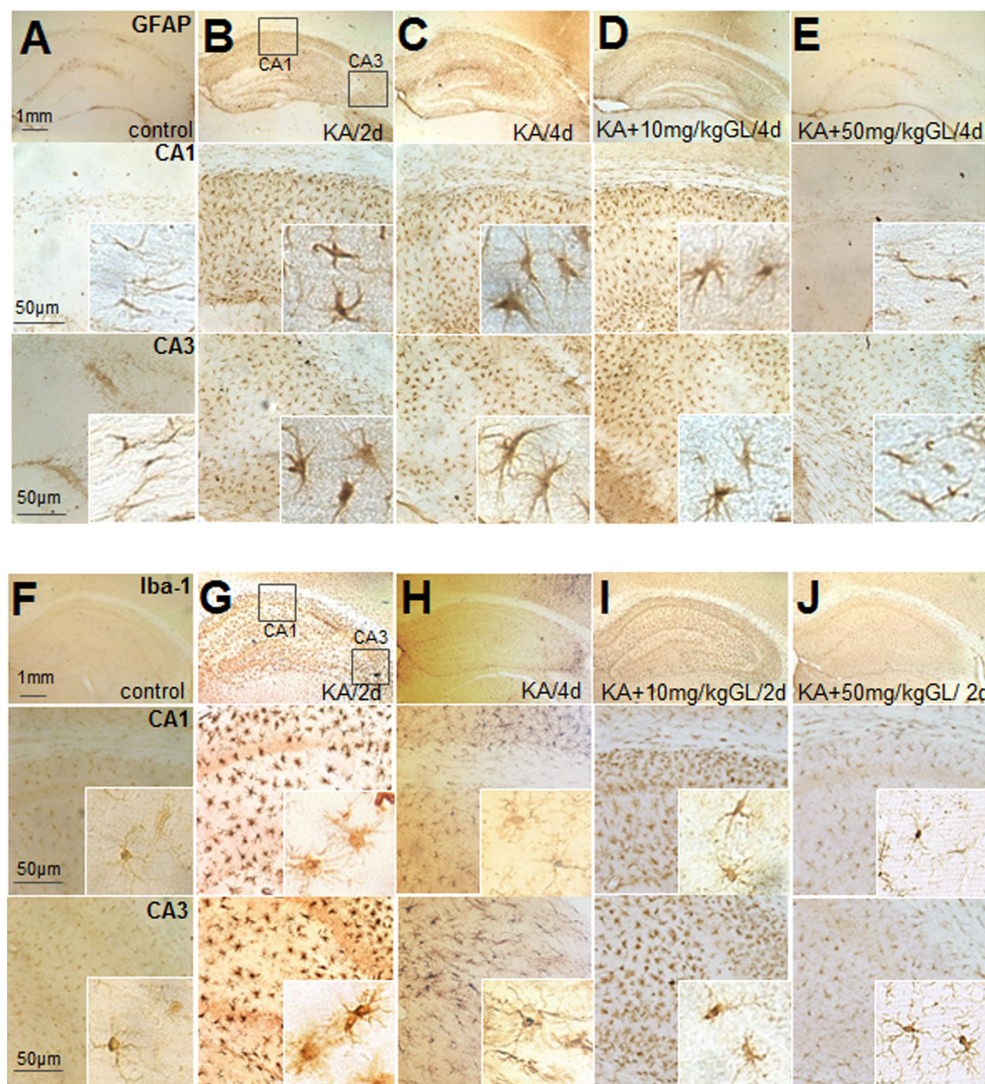 A GFAP B C D E
CA1 CA3
1mm control KA/2d KA/4d KA+10mg/kgGL/4d KA+50mg/kgGL/4d
CA1
50µm
CA3
50µm
F Iba-1 G H I J
CA1 CA3
1mm control KA/2d KA/4d KA+10mg/kgGL/2d KA+50mg/kgGL/ 2d
CA1
50µm
CA3
50µm